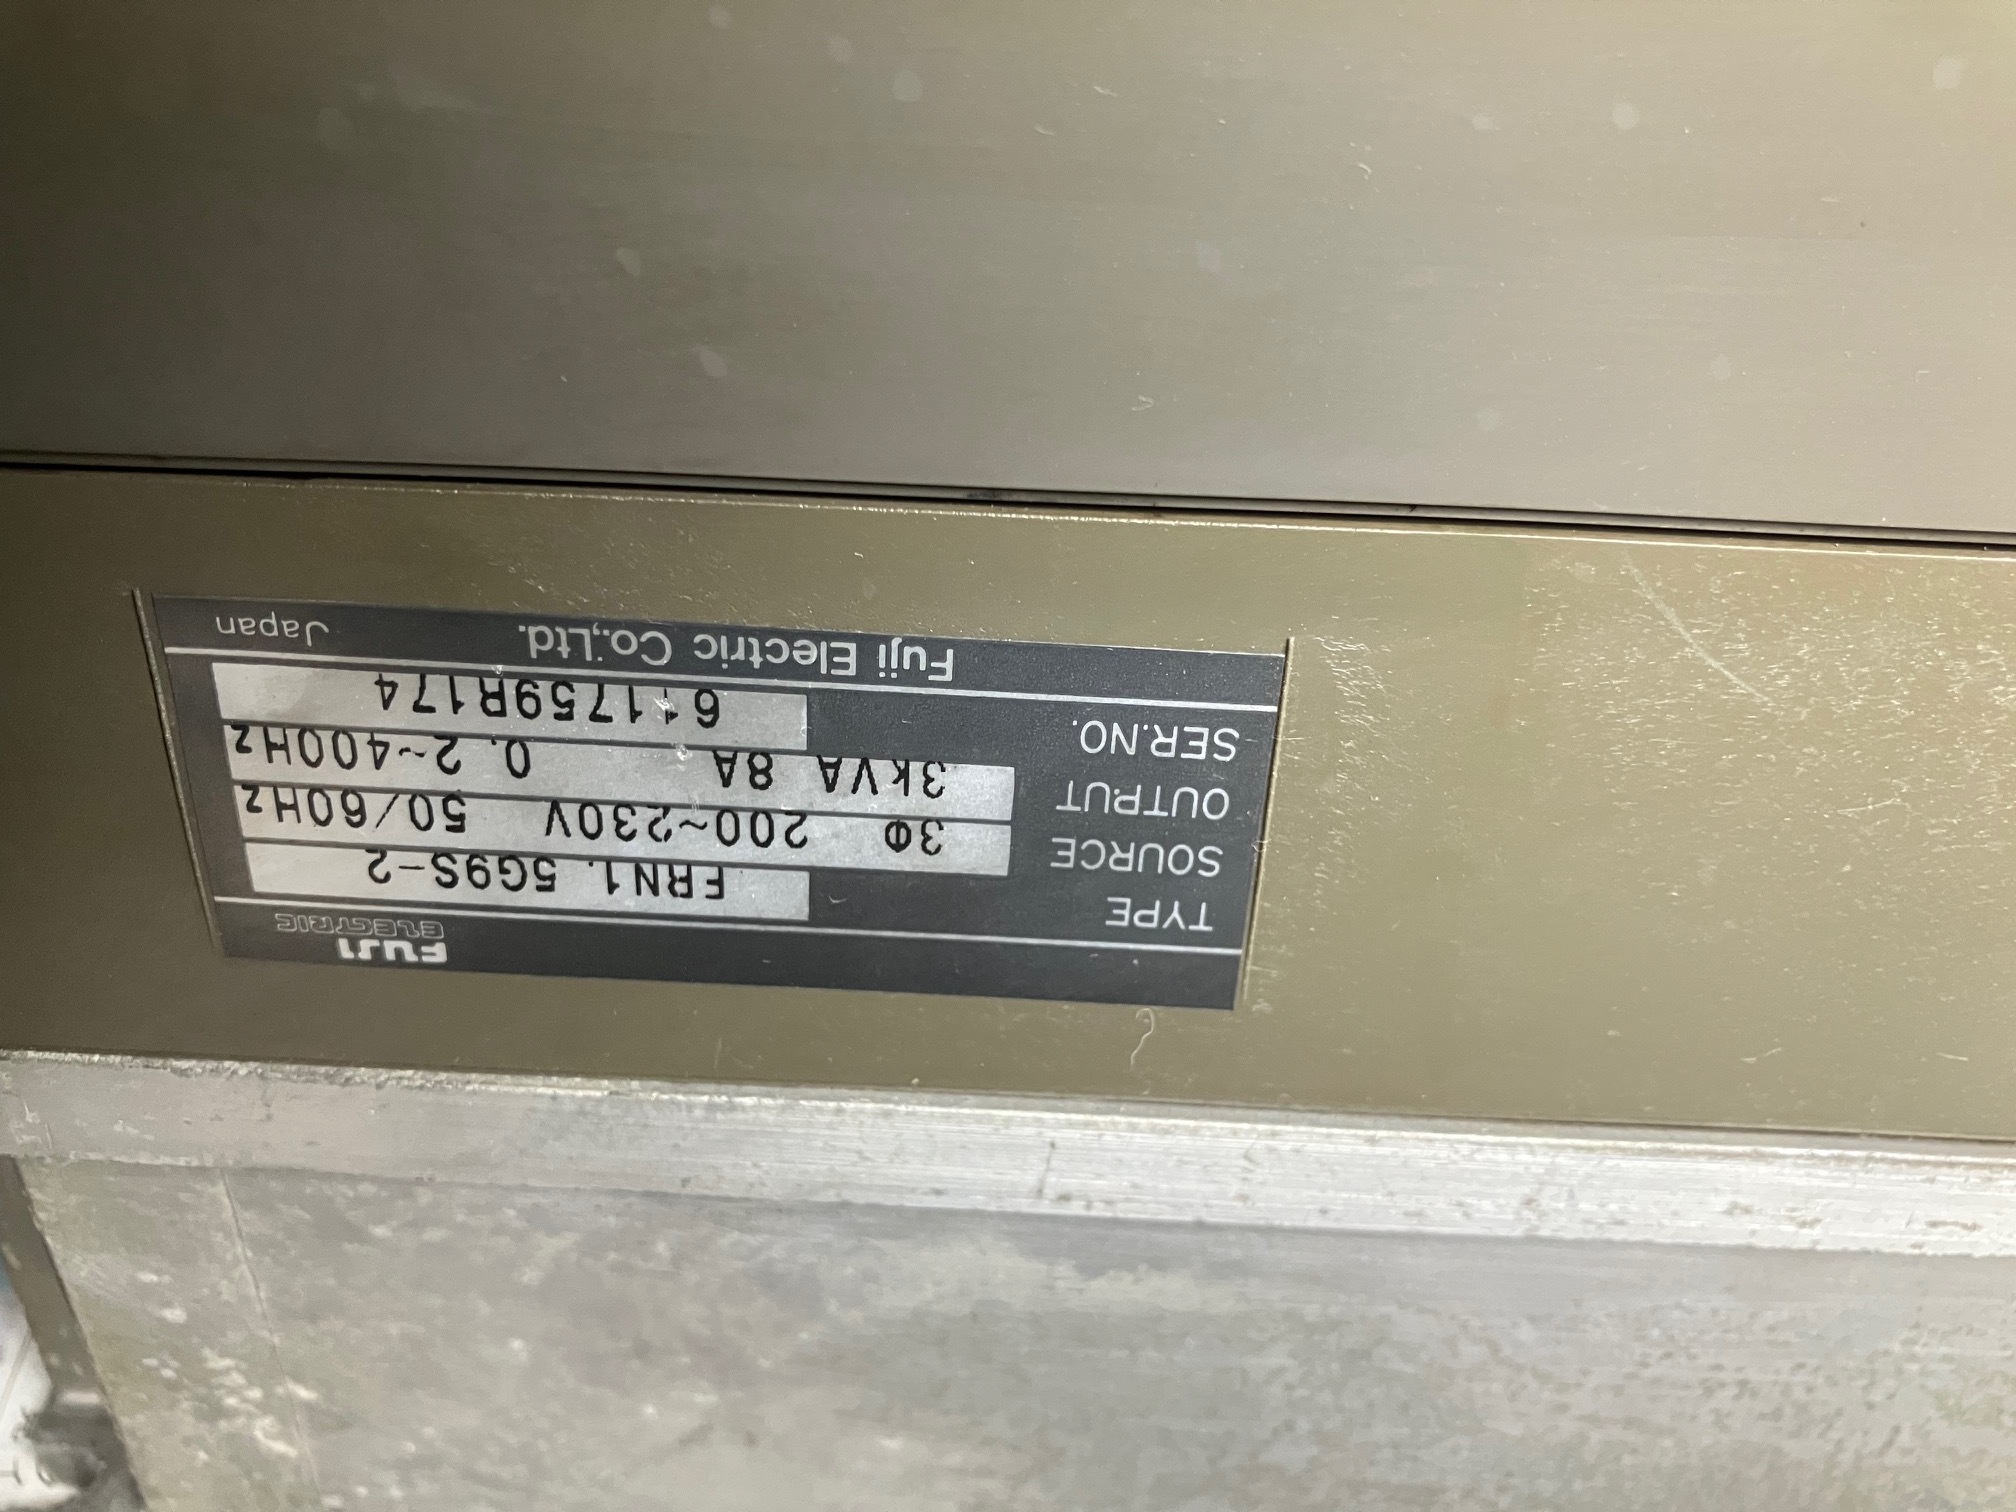 FUJI
ELECTRIC
TYPE FRN1.5G9S-2
SOURCE 3Φ 200~230V 50/60Hz
OUTPUT 3kVA 8A 0.2~400Hz
SER.NO. 611759R174
Fuji Electric Co.,Ltd. Japan